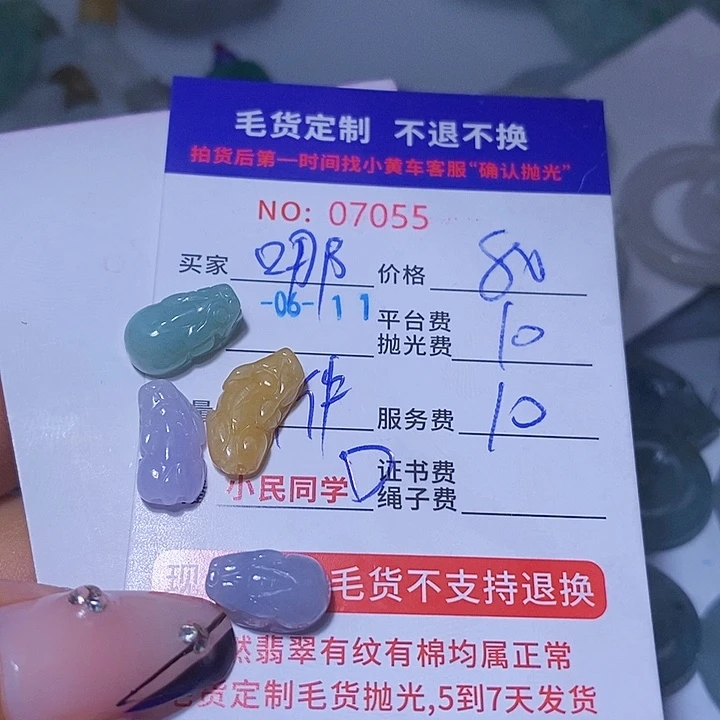 毛货定制 不退不换
拍货后第一时间找小黄车客服“确认抛光”
NO: 07055
买家 价格
-06- 11
平台费 10
抛光费
量 件 服务费 10
小民同学 D 证书费
绳子费
现 毛货不支持退换
然翡翠有纹有棉均属正常
毛货定制毛货抛光,5到7天发货